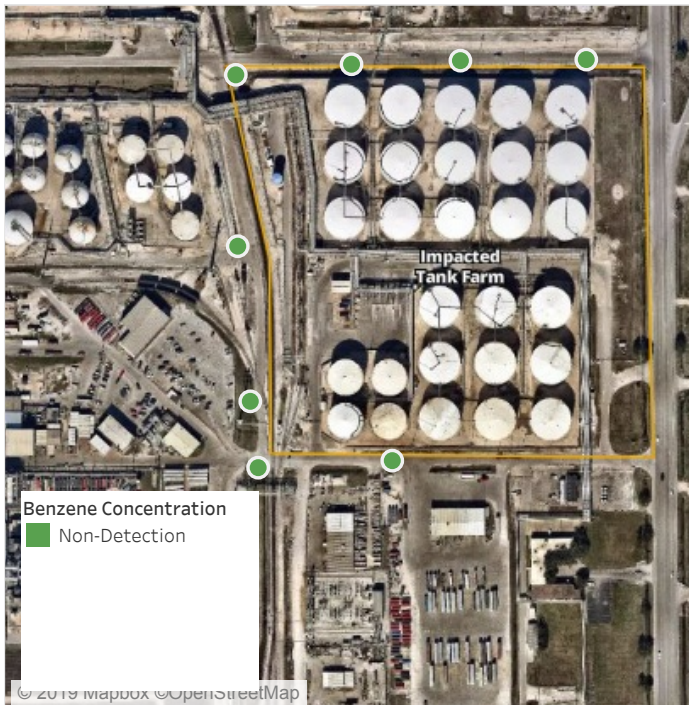 Impacted
Tank Farm
Benzene Concentration
Non-Detection
© 2019 Mapbox ©OpenStreetMap